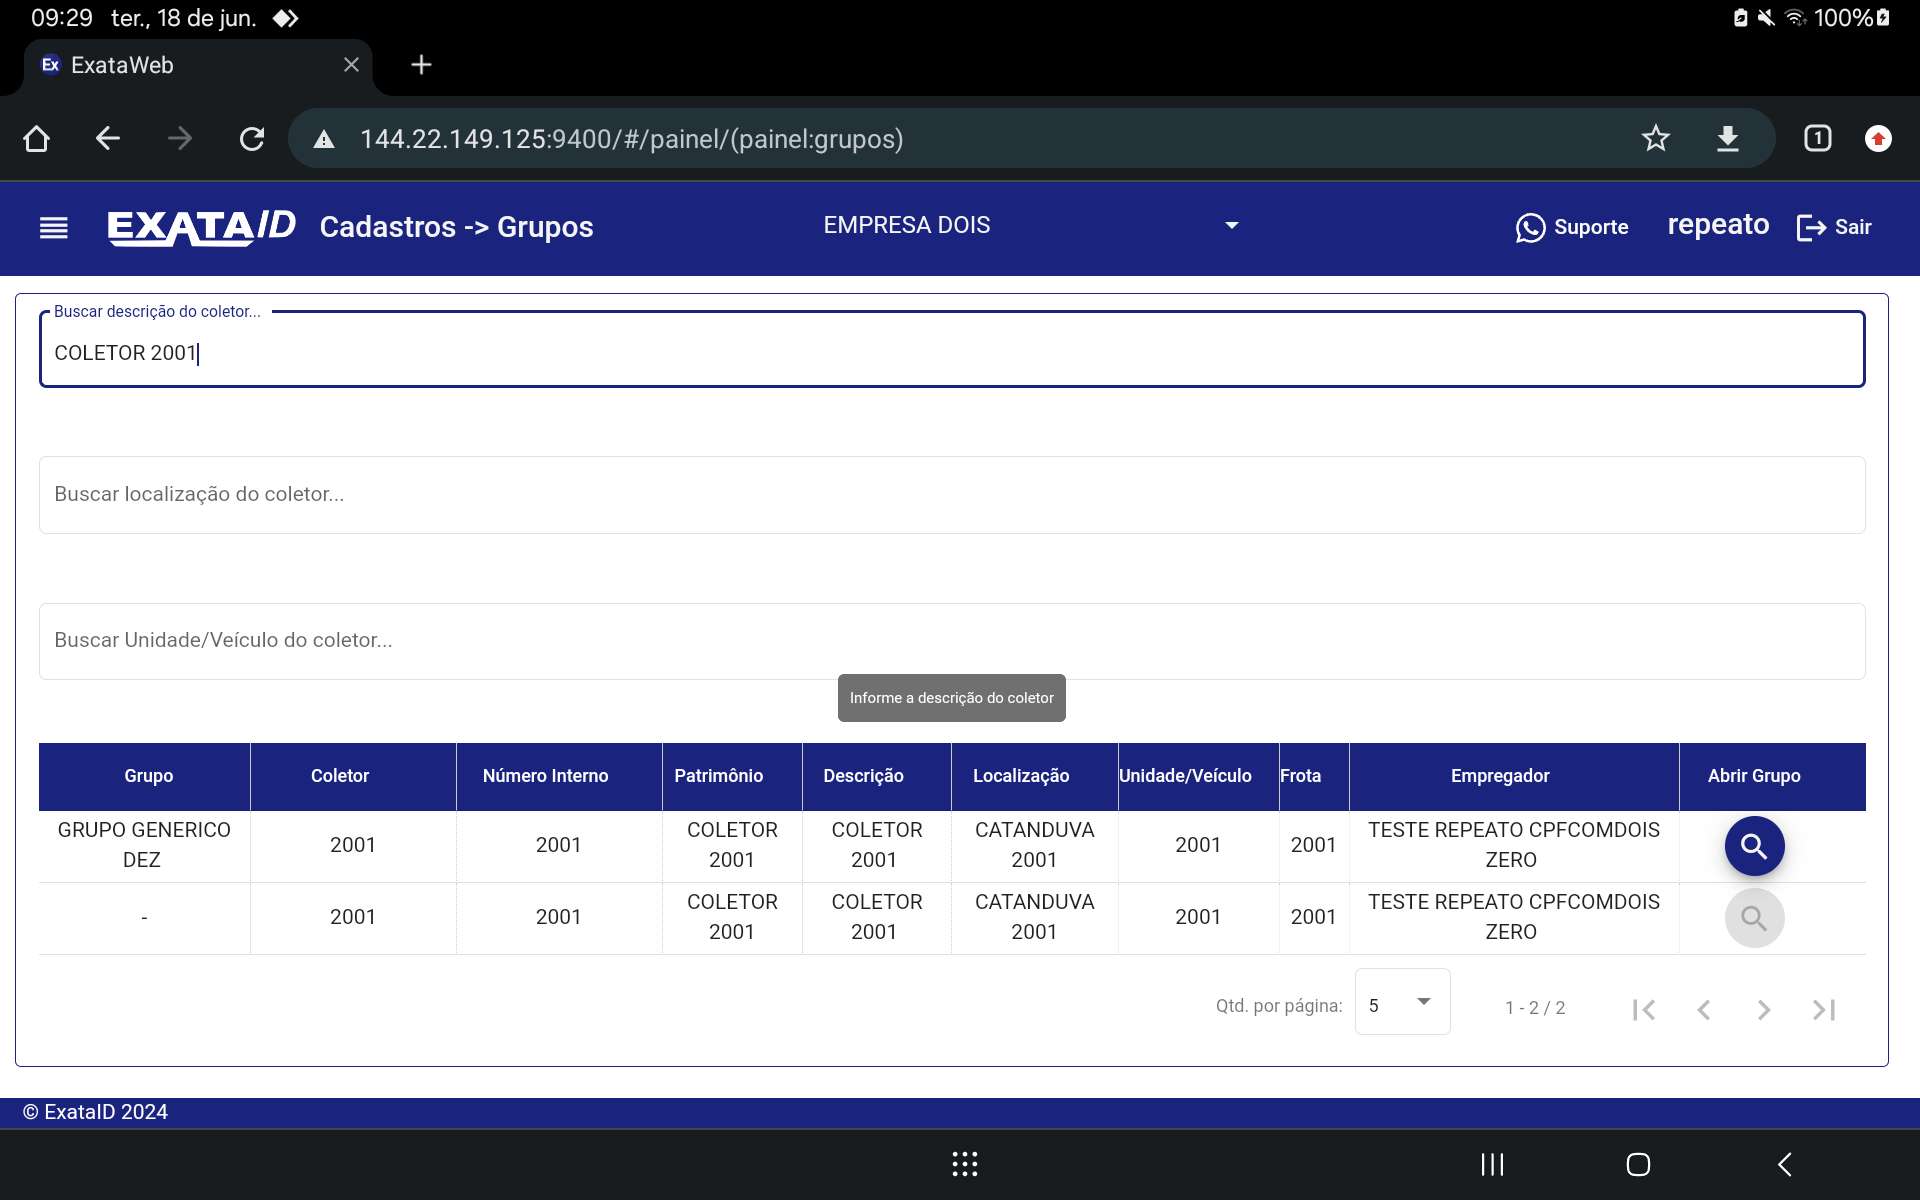 09:29 ter., 18 de jun. 100%
Ex ExataWeb
144.22.149.125:9400/#/painel/(painel:grupos) 1
EXATA/ID Cadastros -> Grupos EMPRESA DOIS Suporte repeato Sair
Buscar descrição do coletor...
COLETOR 2001
Buscar localização do coletor...
Buscar Unidade/Veículo do coletor...
Informe a descrição do coletor
Grupo Coletor Número Interno Patrimônio Descrição Localização Unidade/Veículo Frota Empregador Abrir Grupo
GRUPO GENERICO DEZ 2001 2001 COLETOR 2001 COLETOR 2001 CATANDUVA 2001 2001 2001 TESTE REPEATO CPFCOMDOIS ZERO
- 2001 2001 COLETOR 2001 COLETOR 2001 CATANDUVA 2001 2001 2001 TESTE REPEATO CPFCOMDOIS ZERO
Qtd. por página: 5 1 - 2 / 2
© ExataID 2024